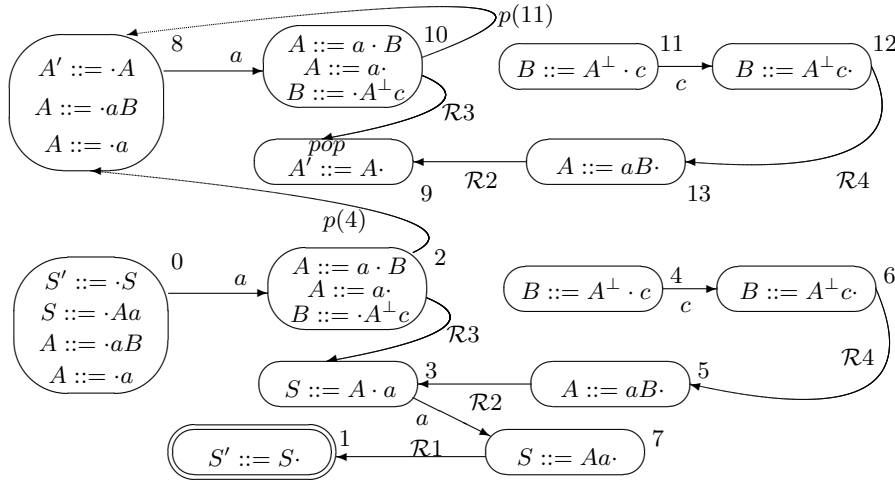 p(11)
8
A′ ::= ·A
A ::= ·aB
A ::= ·a
a
10
A ::= a · B
A ::= a·
B ::= ·A⊥c
R3
11
B ::= A⊥ · c
c
12
B ::= A⊥c·
R4
pop
A′ ::= A·
9
R2
A ::= aB·
13
p(4)
0
S′ ::= ·S
S ::= ·Aa
A ::= ·aB
A ::= ·a
a
2
A ::= a · B
A ::= a·
B ::= ·A⊥c
R3
4
B ::= A⊥ · c
c
6
B ::= A⊥c·
R4
3
S ::= A · a
R2
5
A ::= aB·
a
1
S′ ::= S·
R1
7
S ::= Aa·